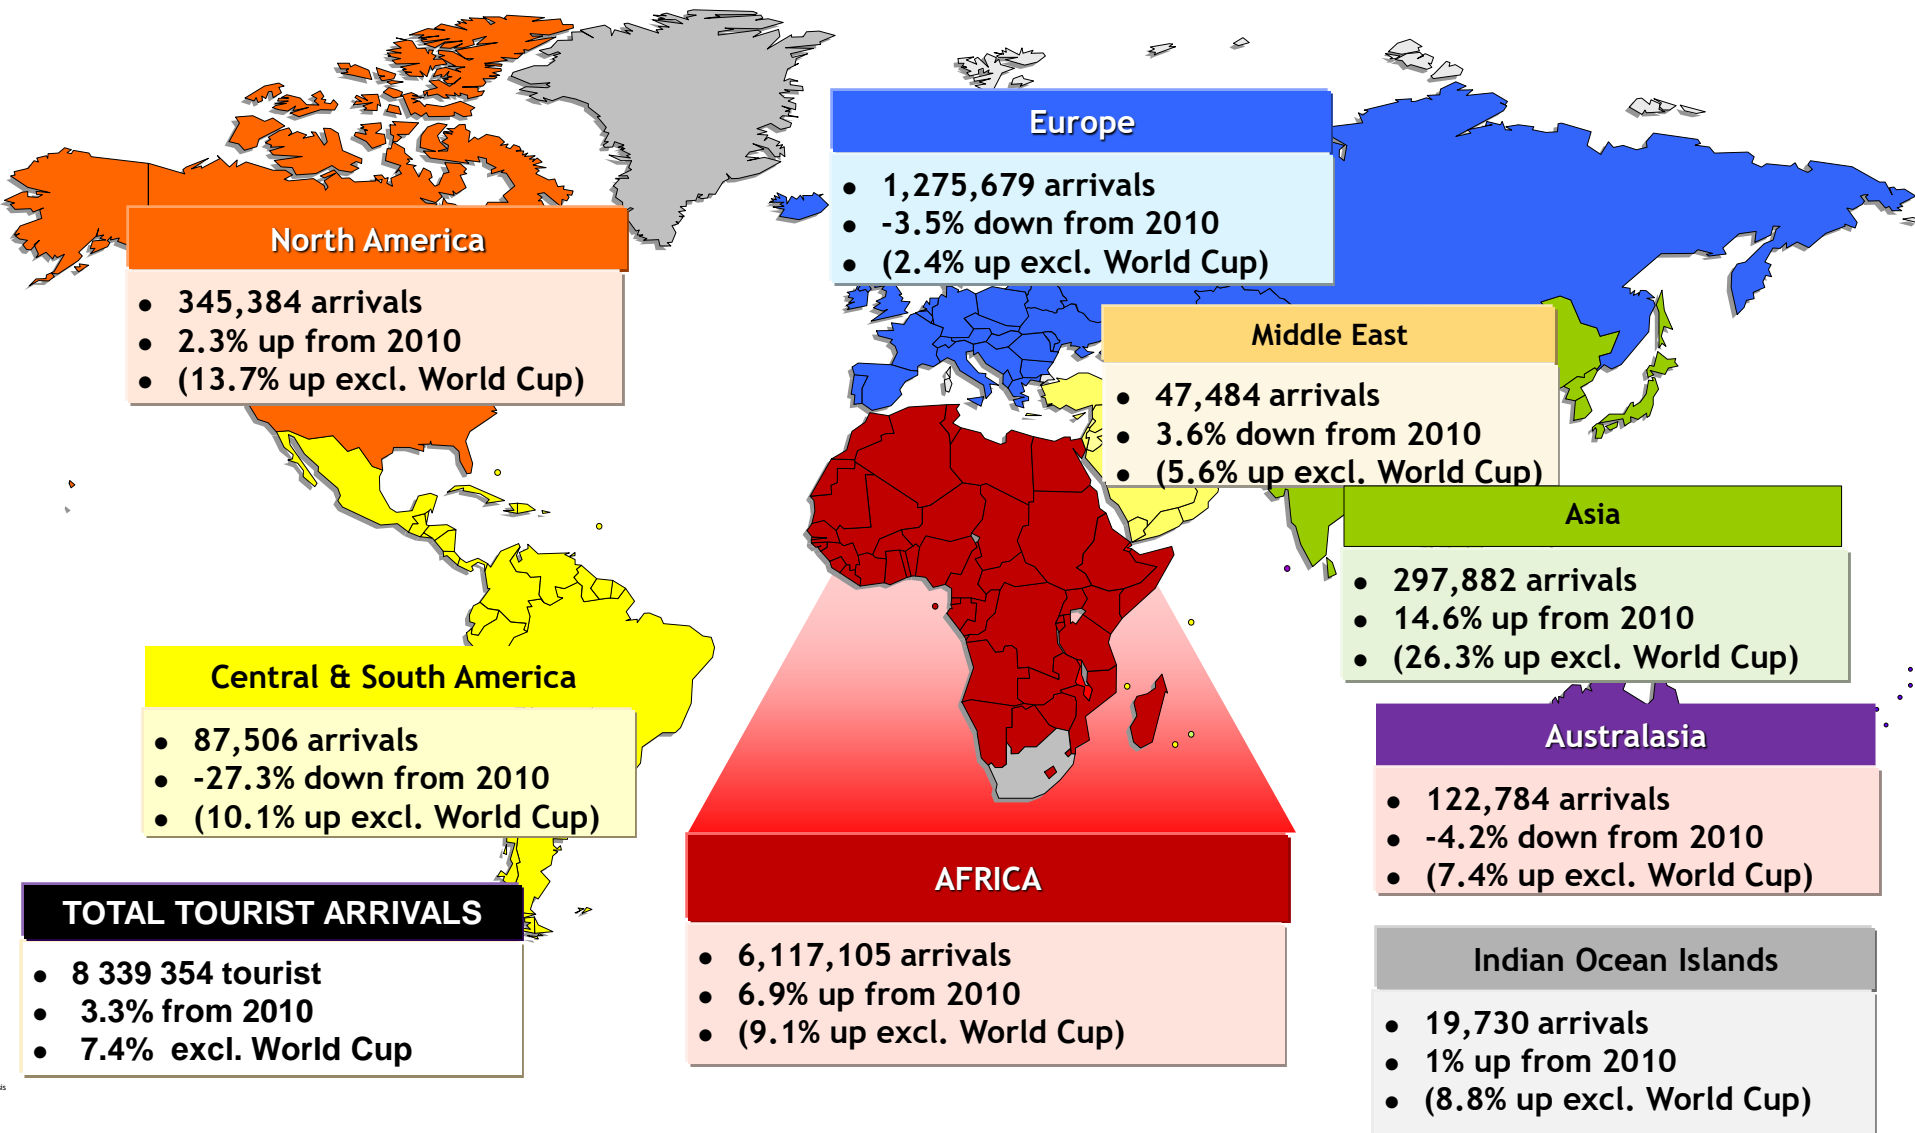 Europe
● 1,275,679 arrivals
● -3.5% down from 2010
● (2.4% up excl. World Cup)
North America
● 345,384 arrivals
● 2.3% up from 2010
● (13.7% up excl. World Cup)
Middle East
● 47,484 arrivals
● 3.6% down from 2010
● (5.6% up excl. World Cup)
Asia
● 297,882 arrivals
● 14.6% up from 2010
● (26.3% up excl. World Cup)
Central & South America
● 87,506 arrivals
● -27.3% down from 2010
● (10.1% up excl. World Cup)
Australasia
● 122,784 arrivals
● -4.2% down from 2010
● (7.4% up excl. World Cup)
AFRICA
● 6,117,105 arrivals
● 6.9% up from 2010
● (9.1% up excl. World Cup)
TOTAL TOURIST ARRIVALS
● 8 339 354 tourist
● 3.3% from 2010
● 7.4% excl. World Cup
Indian Ocean Islands
● 19,730 arrivals
● 1% up from 2010
● (8.8% up excl. World Cup)